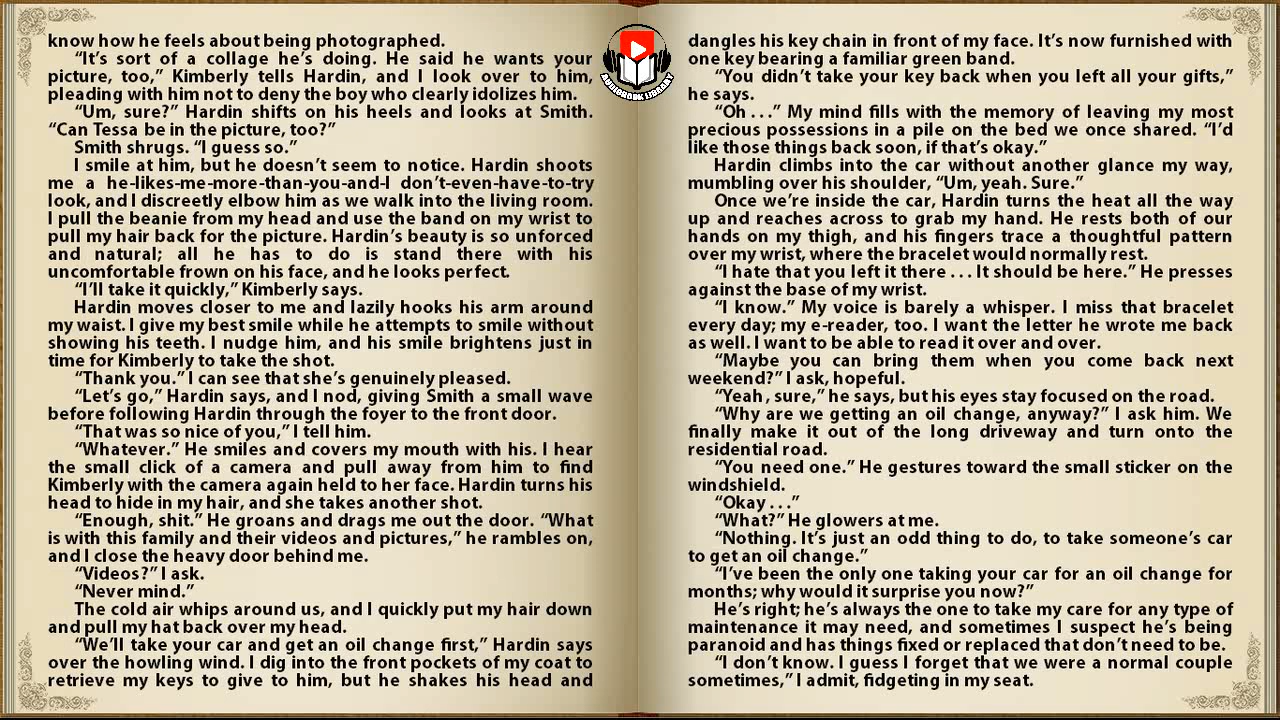 know how he feels about being photographed.
“It’s sort of a collage he’s doing. He said he wants your
picture, too,” Kimberly tells Hardin, and I look over to him,
pleading with him not to deny the boy who clearly idolizes him.
“Um, sure?” Hardin shifts on his heels and looks at Smith.
“Can Tessa be in the picture, too?”
Smith shrugs. “I guess so.”
I smile at him, but he doesn’t seem to notice. Hardin shoots
me a he-likes-me-more-than-you-and-I don’t-even-have-to-try
look, and I discreetly elbow him as we walk into the living room.
I pull the beanie from my head and use the band on my wrist to
pull my hair back for the picture. Hardin’s beauty is so unforced
and natural; all he has to do is stand there with his
uncomfortable frown on his face, and he looks perfect.
“I’ll take it quickly,” Kimberly says.
Hardin moves closer to me and lazily hooks his arm around
my waist. I give my best smile while he attempts to smile without
showing his teeth. I nudge him, and his smile brightens just in
time for Kimberly to take the shot.
“Thank you.” I can see that she’s genuinely pleased.
“Let’s go,” Hardin says, and I nod, giving Smith a small wave
before following Hardin through the foyer to the front door.
“That was so nice of you,” I tell him.
“Whatever.” He smiles and covers my mouth with his. I hear
the small click of a camera and pull away from him to find
Kimberly with the camera again held to her face. Hardin turns his
head to hide in my hair, and she takes another shot.
“Enough, shit.” He groans and drags me out the door. “What
is with this family and their videos and pictures,” he rambles on,
and I close the heavy door behind me.
“Videos?” I ask.
“Never mind.”
The cold air whips around us, and I quickly put my hair down
and pull my hat back over my head.
“We’ll take your car and get an oil change first,” Hardin says
over the howling wind. I dig into the front pockets of my coat to
retrieve my keys to give to him, but he shakes his head and
AUDIOBOOK LIBRARY
dangles his key chain in front of my face. It’s now furnished with
one key bearing a familiar green band.
“You didn’t take your key back when you left all your gifts,”
he says.
“Oh . . .” My mind fills with the memory of leaving my most
precious possessions in a pile on the bed we once shared. “I’d
like those things back soon, if that’s okay.”
Hardin climbs into the car without another glance my way,
mumbling over his shoulder, “Um, yeah. Sure.”
Once we’re inside the car, Hardin turns the heat all the way
up and reaches across to grab my hand. He rests both of our
hands on my thigh, and his fingers trace a thoughtful pattern
over my wrist, where the bracelet would normally rest.
“I hate that you left it there . . . It should be here.” He presses
against the base of my wrist.
“I know.” My voice is barely a whisper. I miss that bracelet
every day; my e-reader, too. I want the letter he wrote me back
as well. I want to be able to read it over and over.
“Maybe you can bring them when you come back next
weekend?” I ask, hopeful.
“Yeah, sure,” he says, but his eyes stay focused on the road.
“Why are we getting an oil change, anyway?” I ask him. We
finally make it out of the long driveway and turn onto the
residential road.
“You need one.” He gestures toward the small sticker on the
windshield.
“Okay . . .”
“What?” He glowers at me.
“Nothing. It’s just an odd thing to do, to take someone’s car
to get an oil change.”
“I’ve been the only one taking your car for an oil change for
months; why would it surprise you now?”
He’s right; he’s always the one to take my care for any type of
maintenance it may need, and sometimes I suspect he’s being
paranoid and has things fixed or replaced that don’t need to be.
“I don’t know. I guess I forget that we were a normal couple
sometimes,” I admit, fidgeting in my seat.